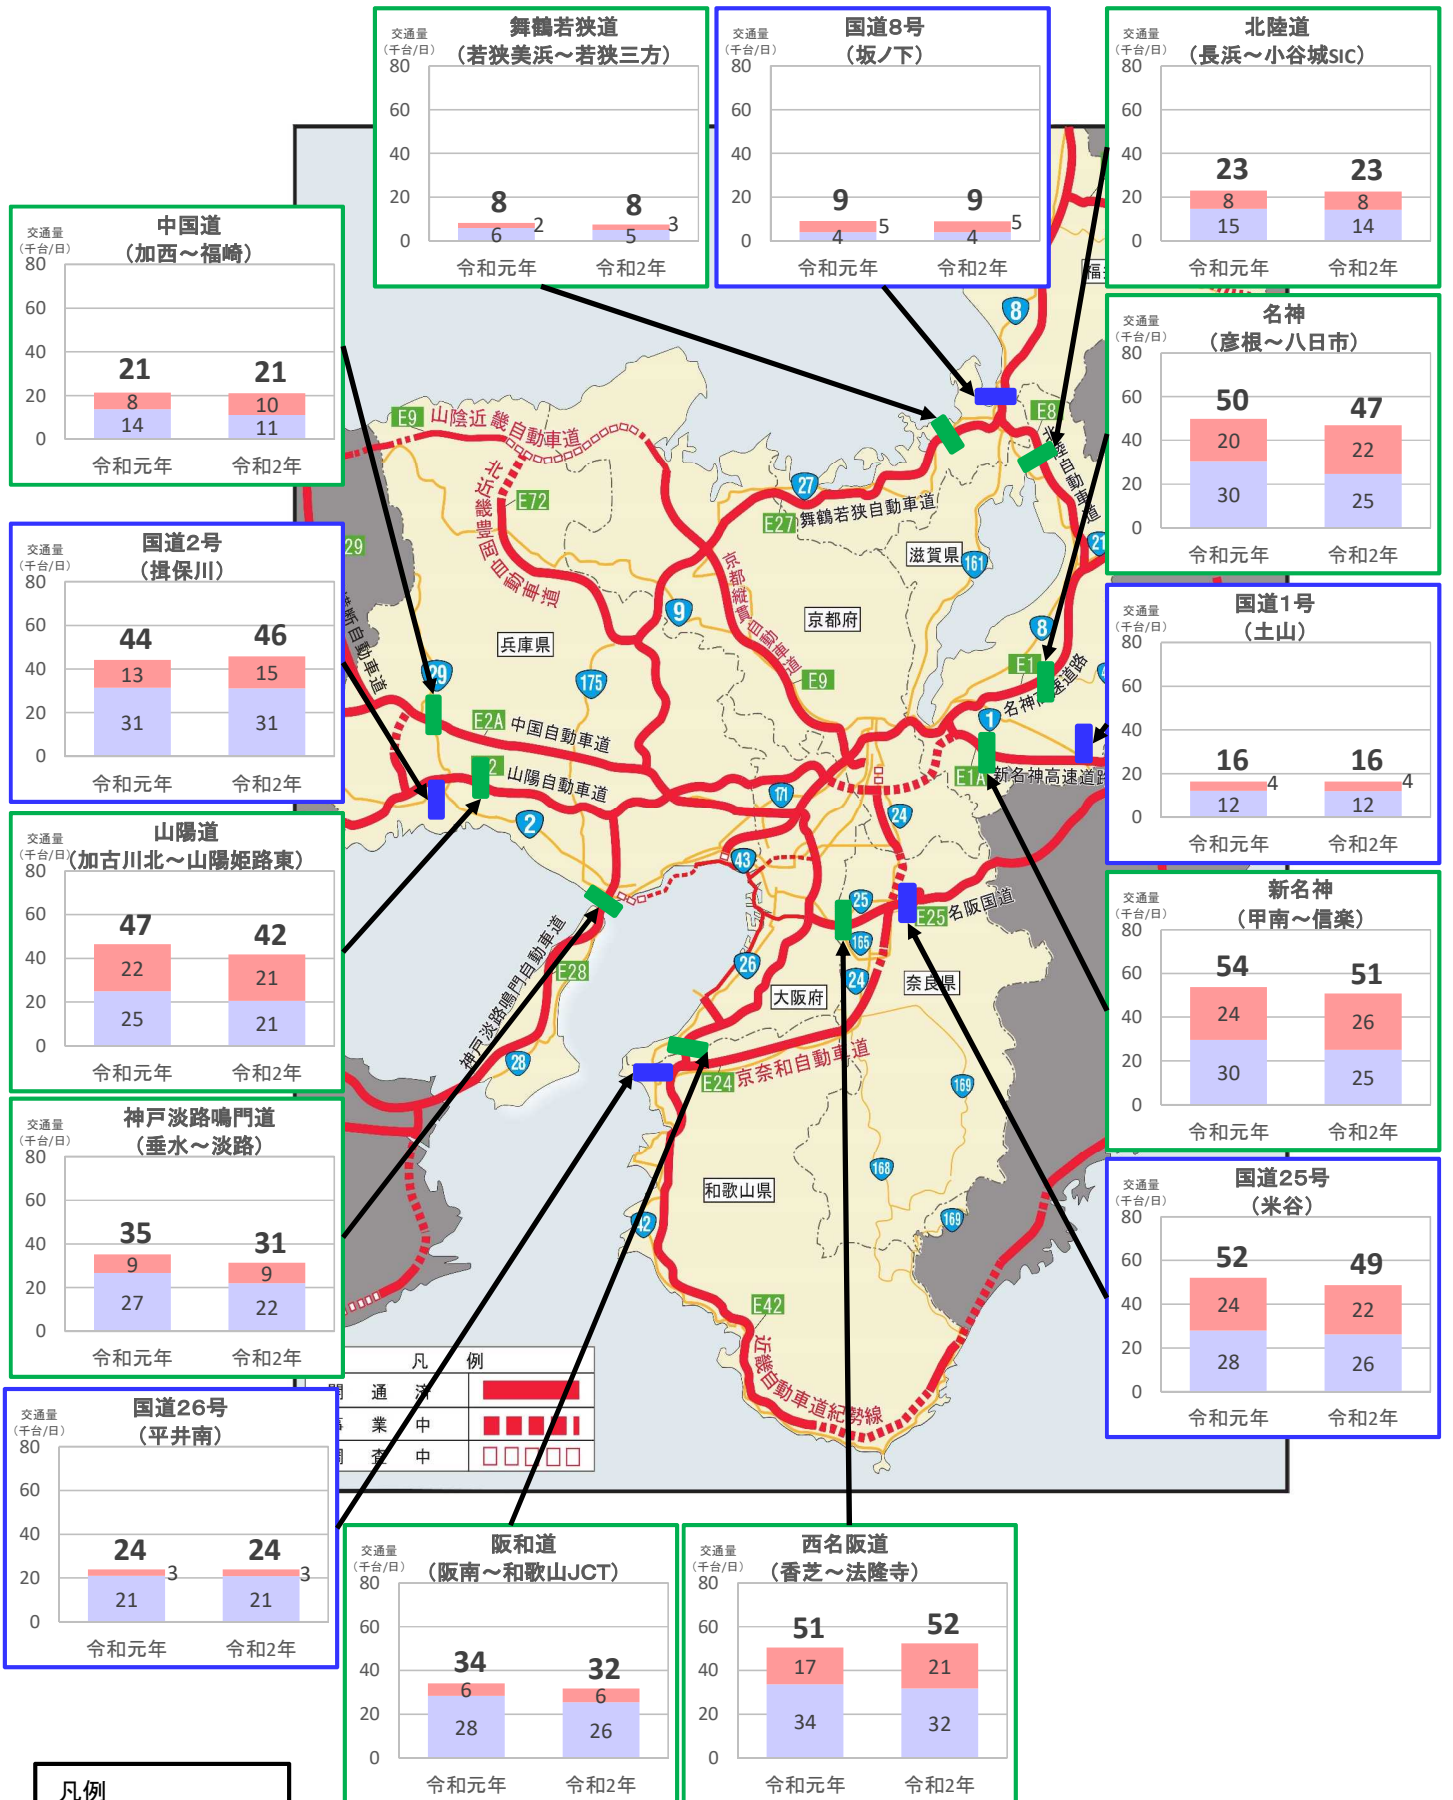 交通量
(千台/日)
舞鶴若狭道
(若狭美浜～若狭三方)
80
60
40
20
0
8
2
6
8
3
5
令和元年
令和2年
交通量
(千台/日)
国道8号
(坂ノ下)
80
60
40
20
0
9
5
4
9
5
4
令和元年
令和2年
交通量
(千台/日)
北陸道
(長浜～小谷城SIC)
80
60
40
20
0
23
8
15
23
8
14
令和元年
令和2年
交通量
(千台/日)
中国道
(加西～福崎)
80
60
40
20
0
21
8
14
21
10
11
令和元年
令和2年
交通量
(千台/日)
名神
(彦根～八日市)
80
60
40
20
0
50
20
30
47
22
25
令和元年
令和2年
交通量
(千台/日)
国道2号
(揖保川)
80
60
40
20
0
44
13
31
46
15
31
令和元年
令和2年
交通量
(千台/日)
国道1号
(土山)
80
60
40
20
0
16
4
12
16
4
12
令和元年
令和2年
交通量
(千台/日)
山陽道
(加古川北～山陽姫路東)
80
60
40
20
0
47
22
25
42
21
21
令和元年
令和2年
交通量
(千台/日)
新名神
(甲南～信楽)
80
60
40
20
0
54
24
30
51
26
25
令和元年
令和2年
交通量
(千台/日)
神戸淡路鳴門道
(垂水～淡路)
80
60
40
20
0
35
9
27
31
9
22
令和元年
令和2年
交通量
(千台/日)
国道25号
(米谷)
80
60
40
20
0
52
24
28
49
22
26
令和元年
令和2年
交通量
(千台/日)
国道26号
(平井南)
80
60
40
20
0
24
3
21
24
3
21
令和元年
令和2年
交通量
(千台/日)
阪和道
(阪南～和歌山JCT)
80
60
40
20
0
34
6
28
32
6
26
令和元年
令和2年
交通量
(千台/日)
西名阪道
(香芝～法隆寺)
80
60
40
20
0
51
17
34
52
21
32
令和元年
令和2年
8
E8
北陸自動車道
E9
山陰近畿自動車道
E72
北近畿豊岡自動車道
27
E27
舞鶴若狭自動車道
滋賀県
161
21
京都縦貫自動車道
9
京都府
8
兵庫県
29
175
E9
E1
名神高速道路
1
E2A
中国自動車道
山陽自動車道
E1A
新名神高速道路
2
171
24
43
25
E25
名阪国道
165
神戸淡路鳴門自動車道
E28
26
24
大阪府
奈良県
28
E24
京奈和自動車道
169
168
和歌山県
169
42
E42
近畿自動車道紀勢線
凡例
通済
業中
査中
凡例